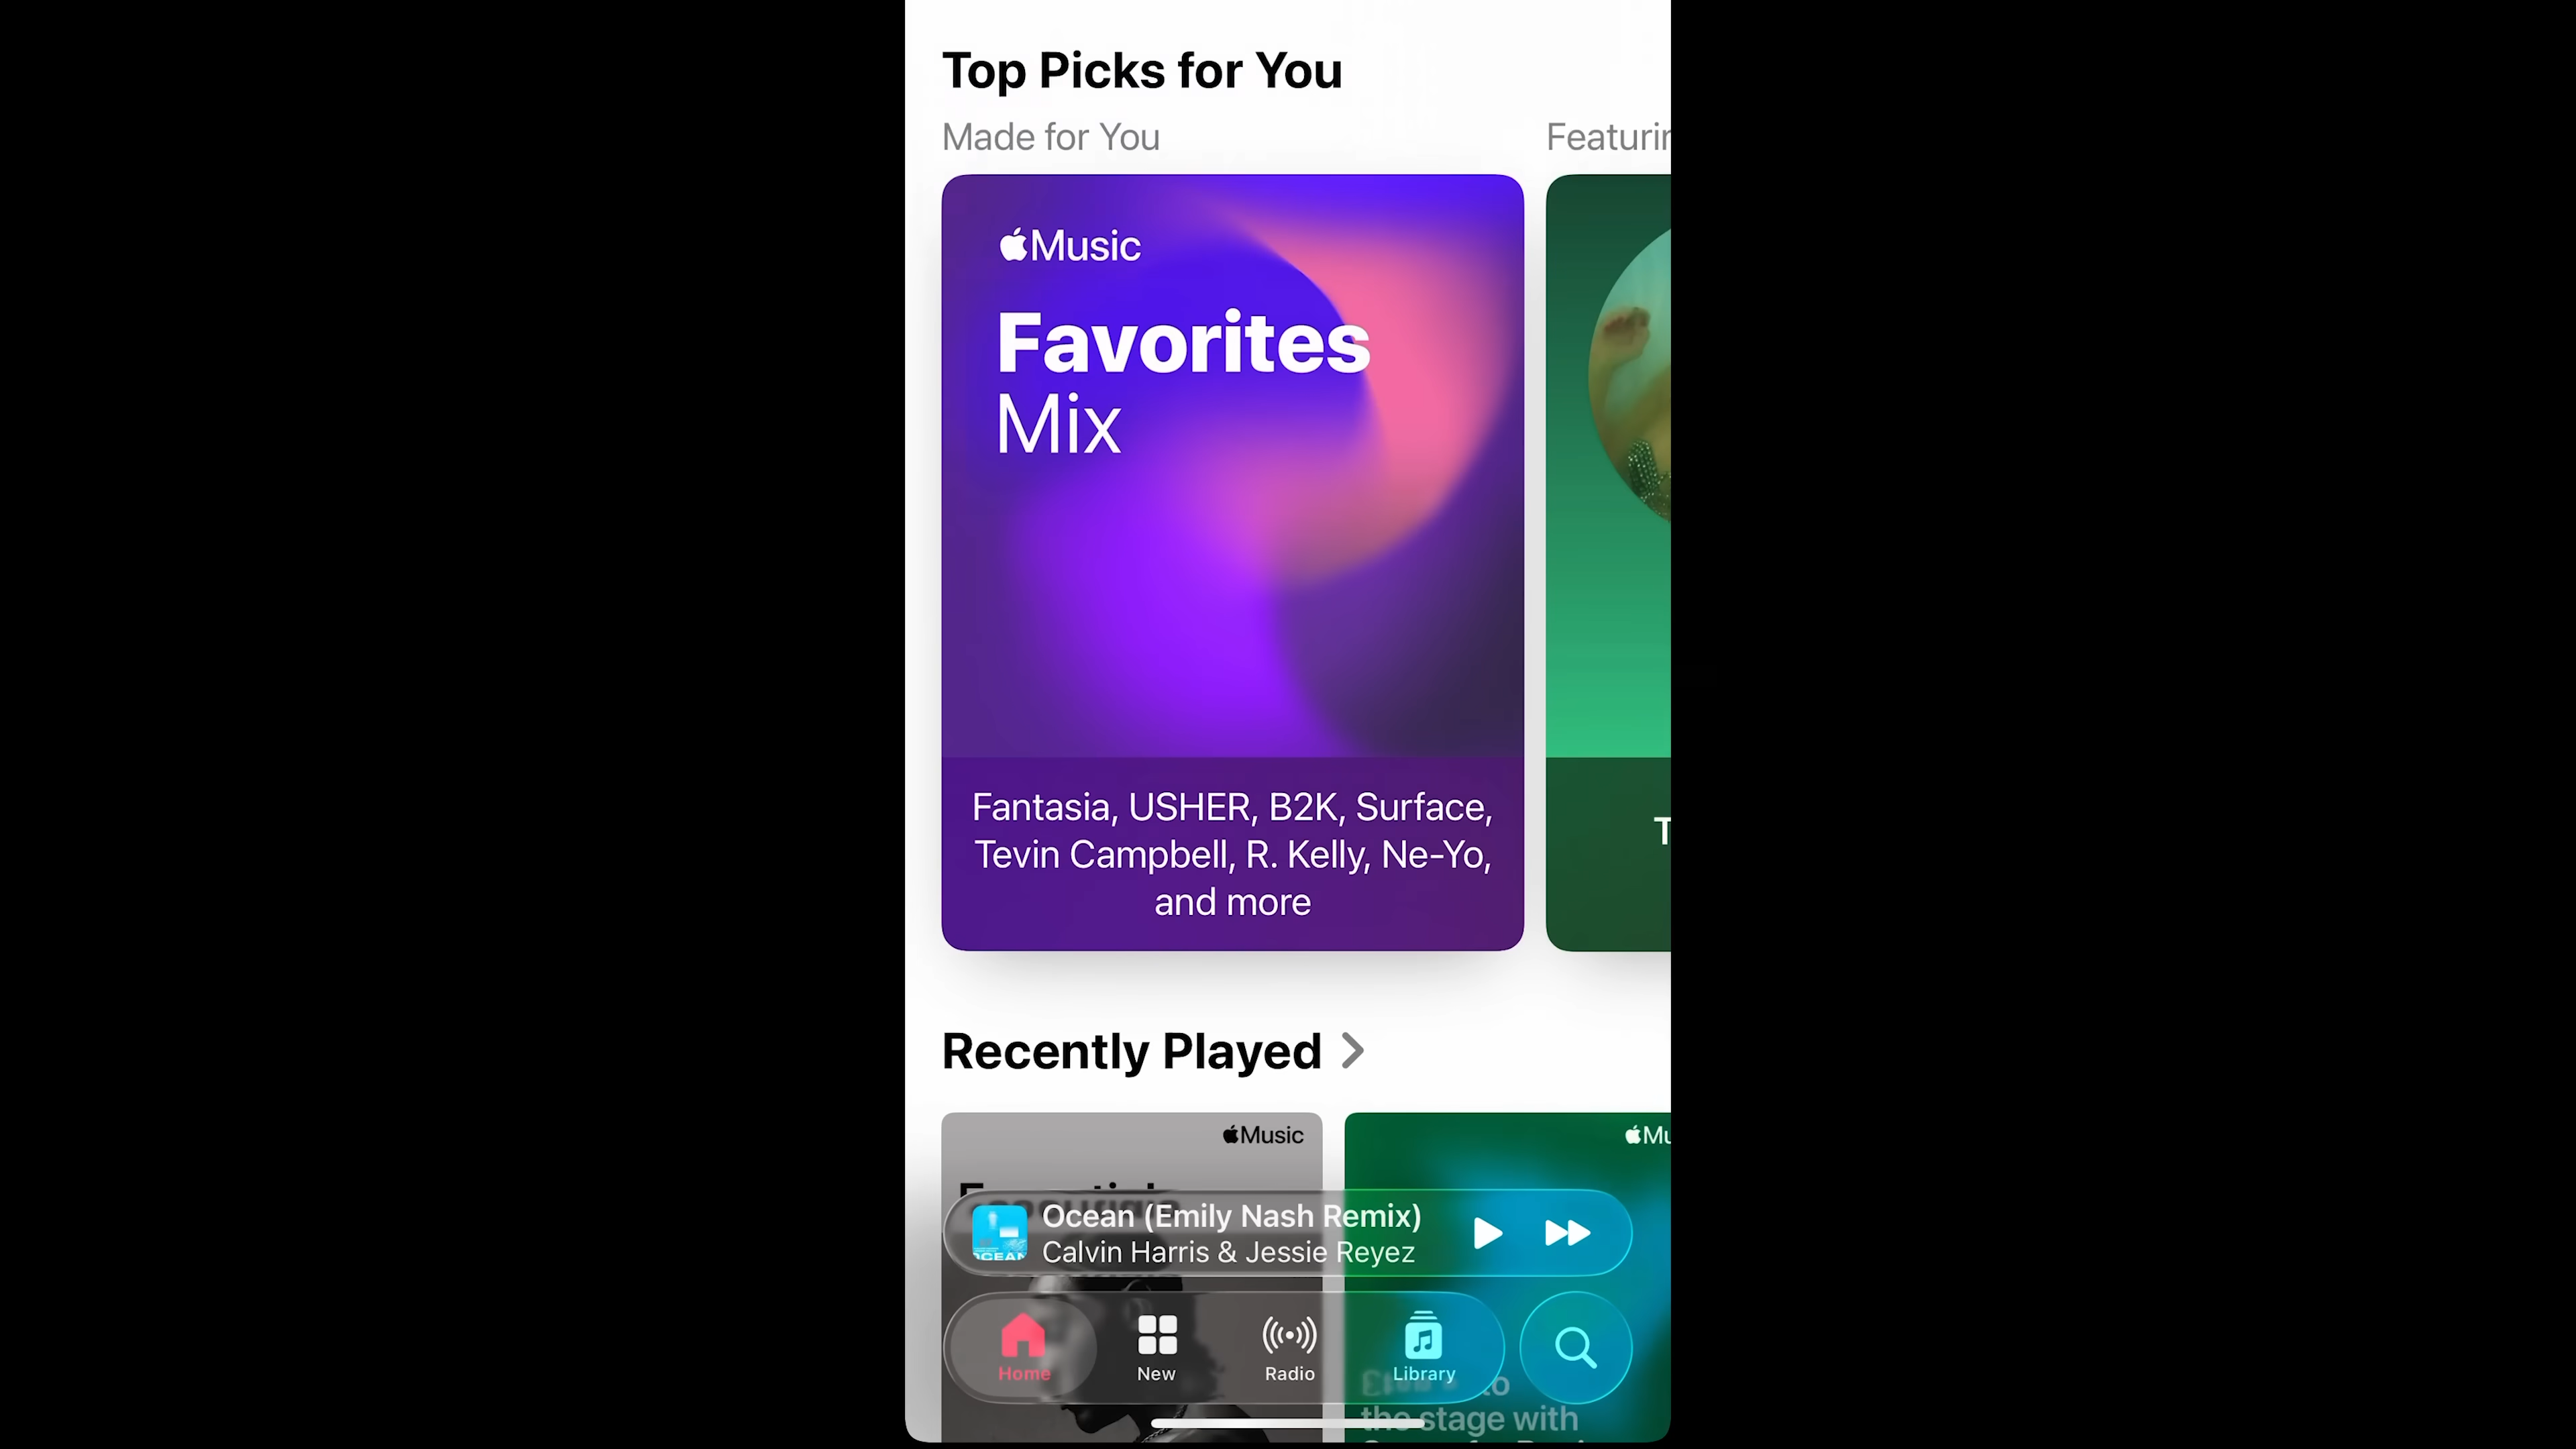 Top Picks for You
Made for You
Music
Favorites
Mix
Fantasia, USHER, B2K, Surface,
Tevin Campbell, R. Kelly, Ne-Yo,
and more
Recently Played
Music
Ocean (Emily Nash Remix)
Calvin Harris & Jessie Reyez
OCEAN
Home
New
Radio
Library
to
the stage with